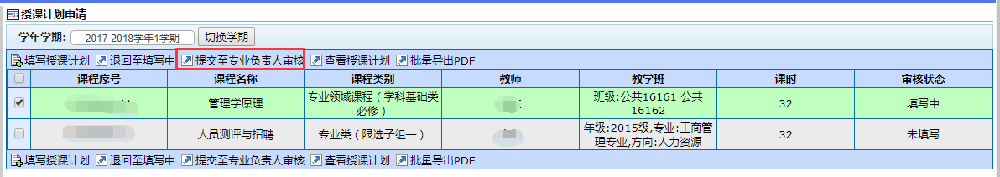 授课计划申请
学年学期: 2017-2018学年1学期 切换学期
填写授课计划 退回至填写中 提交至专业负责人审核 查看授课计划 批量导出PDF
课程序号 课程名称 课程类别 教师 教学班 课时 审核状态
管理学原理 专业领域课程（学科基础类必修） 班级:公共16161 公共16162 32 填写中
人员测评与招聘 专业类（限选子组一） 年级:2015级,专业:工商管理专业,方向:人力资源 32 未填写
填写授课计划 退回至填写中 提交至专业负责人审核 查看授课计划 批量导出PDF